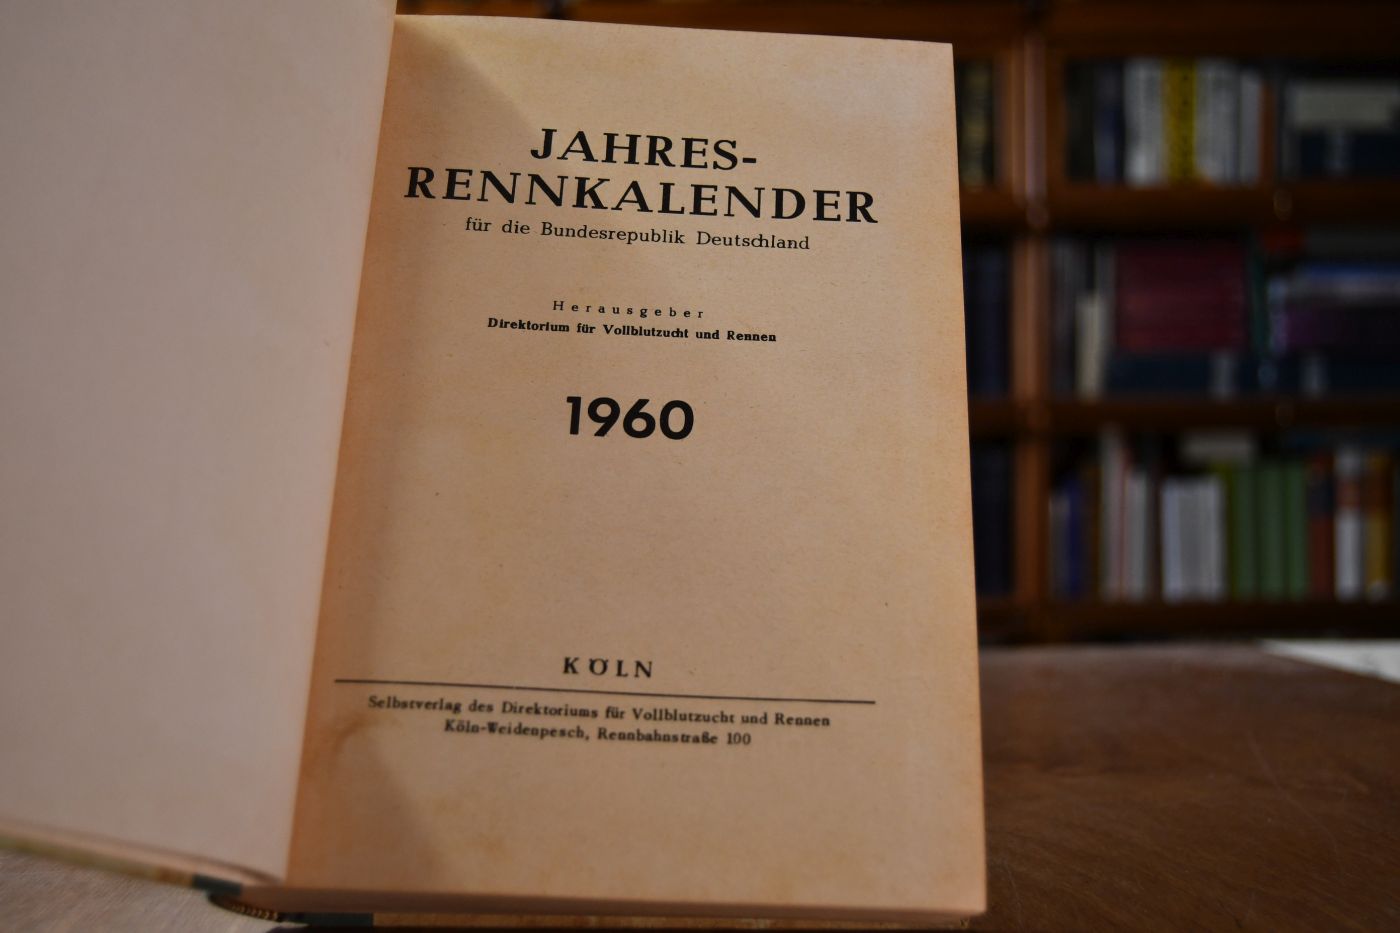 JAHRES-
RENNKALENDER
für die Bundesrepublik Deutschland
Herausgeber
Direktorium für Vollblutzucht und Rennen
1960
KÖLN
Selbstverlag des Direktoriums für Vollblutzucht und Rennen
Köln-Weidenpesch, Rennbahnstraße 100